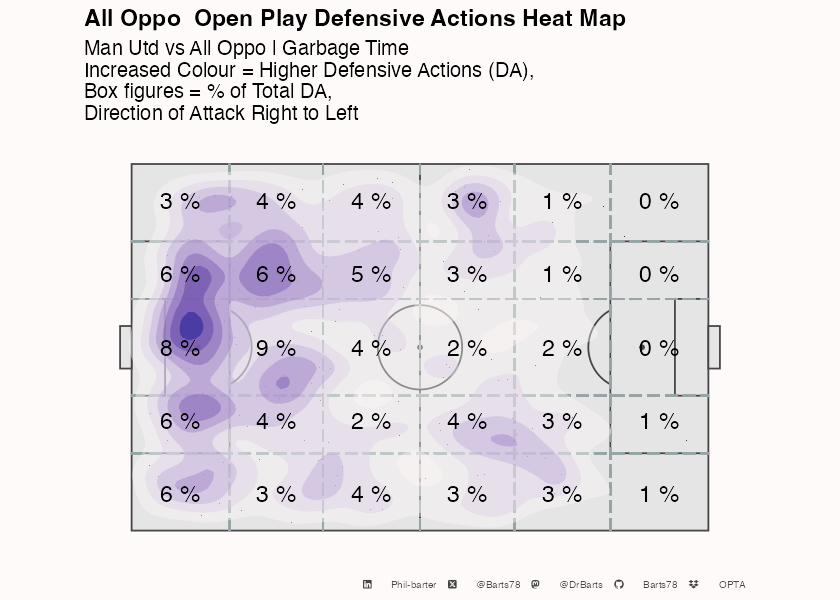 All Oppo  Open Play Defensive Actions Heat Map
Man Utd vs All Oppo | Garbage Time
Increased Colour = Higher Defensive Actions (DA),
Box figures = % of Total DA,
Direction of Attack Right to Left
3 % 4 % 4 % 3 % 1 % 0 %
6 % 6 % 5 % 3 % 1 % 0 %
8 % 9 % 4 % 2 % 2 % 0 %
6 % 4 % 2 % 4 % 3 % 1 %
6 % 3 % 4 % 3 % 3 % 1 %
Phil-barter @Barts78 @DrBarts Barts78 OPTA